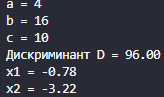 a = 4
b = 16
c = 10
Дискриминант D = 96.00
x1 = -0.78
x2 = -3.22